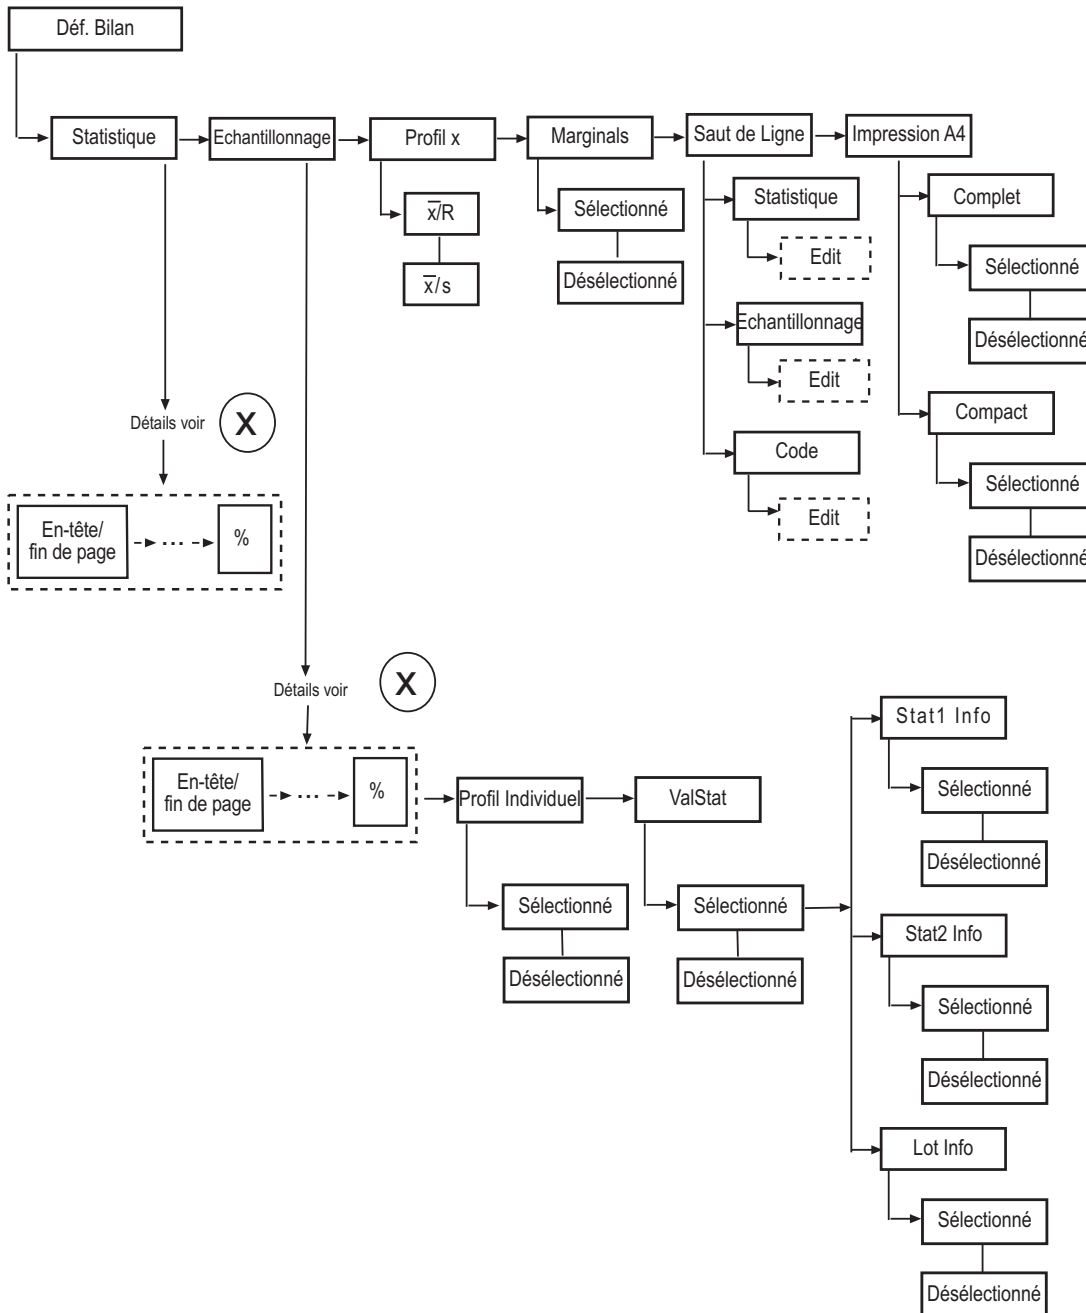 Déf. Bilan
Statistique
Echantillonnage
Profil x
Marginals
Saut de Ligne
Impression A4
x̅/R
x̅/s
Sélectionné
Désélectionné
Statistique
Edit
Echantillonnage
Edit
Code
Edit
Complet
Sélectionné
Désélectionné
Compact
Sélectionné
Désélectionné
Détails voir
X
En-tête/
fin de page
...
%
Détails voir
X
En-tête/
fin de page
...
%
Profil Individuel
ValStat
Sélectionné
Désélectionné
Sélectionné
Désélectionné
Stat1 Info
Sélectionné
Désélectionné
Stat2 Info
Sélectionné
Désélectionné
Lot Info
Sélectionné
Désélectionné